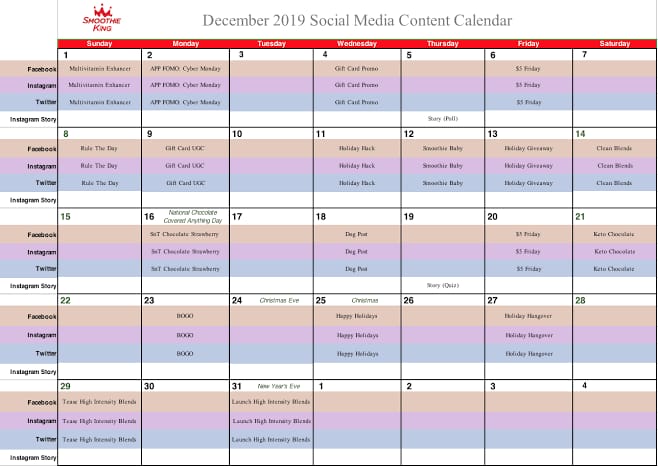 SMOOTHIE
KING
December 2019 Social Media Content Calendar
Sunday Monday Tuesday Wednesday Thursday Friday Saturday
1 2 3 4 5 6 7
Facebook Multivitamin Enhancer APP FOMO: Cyber Monday Gift Card Promo $5 Friday
Instagram Multivitamin Enhancer APP FOMO: Cyber Monday Gift Card Promo $5 Friday
Twitter Multivitamin Enhancer APP FOMO: Cyber Monday Gift Card Promo $5 Friday
Instagram Story Story (Poll)
8 9 10 11 12 13 14
Facebook Rule The Day Gift Card UGC Holiday Hack Smoothie Baby Holiday Giveaway Clean Blends
Instagram Rule The Day Gift Card UGC Holiday Hack Smoothie Baby Holiday Giveaway Clean Blends
Twitter Rule The Day Gift Card UGC Holiday Hack Smoothie Baby Holiday Giveaway Clean Blends
Instagram Story
15 16 National Chocolate Covered Anything Day 17 18 19 20 21
Facebook SnT Chocolate Strawberry Dog Post $5 Friday Keto Chocolate
Instagram SnT Chocolate Strawberry Dog Post $5 Friday Keto Chocolate
Twitter SnT Chocolate Strawberry Dog Post $5 Friday Keto Chocolate
Instagram Story Story (Quiz)
22 23 24 Christmas Eve 25 Christmas 26 27 28
Facebook BOGO Happy Holidays Holiday Hangover
Instagram BOGO Happy Holidays Holiday Hangover
Twitter BOGO Happy Holidays Holiday Hangover
Instagram Story
29 30 31 New Year's Eve 1 2 3 4
Facebook Tease High Intensity Blends Launch High Intensity Blends
Instagram Tease High Intensity Blends Launch High Intensity Blends
Twitter Tease High Intensity Blends Launch High Intensity Blends
Instagram Story